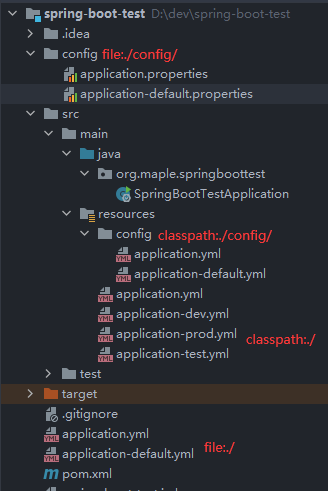 spring-boot-test D:\dev\spring-boot-test
.idea
config file:./config/
application.properties
application-default.properties
src
main
java
org.maple.springboottest
SpringBootTestApplication
resources
config classpath:./config/
application.yml
application-default.yml
application.yml
application-dev.yml
application-prod.yml
classpath:./
application-test.yml
test
target
.gitignore
application.yml
application-default.yml
file:./
pom.xml